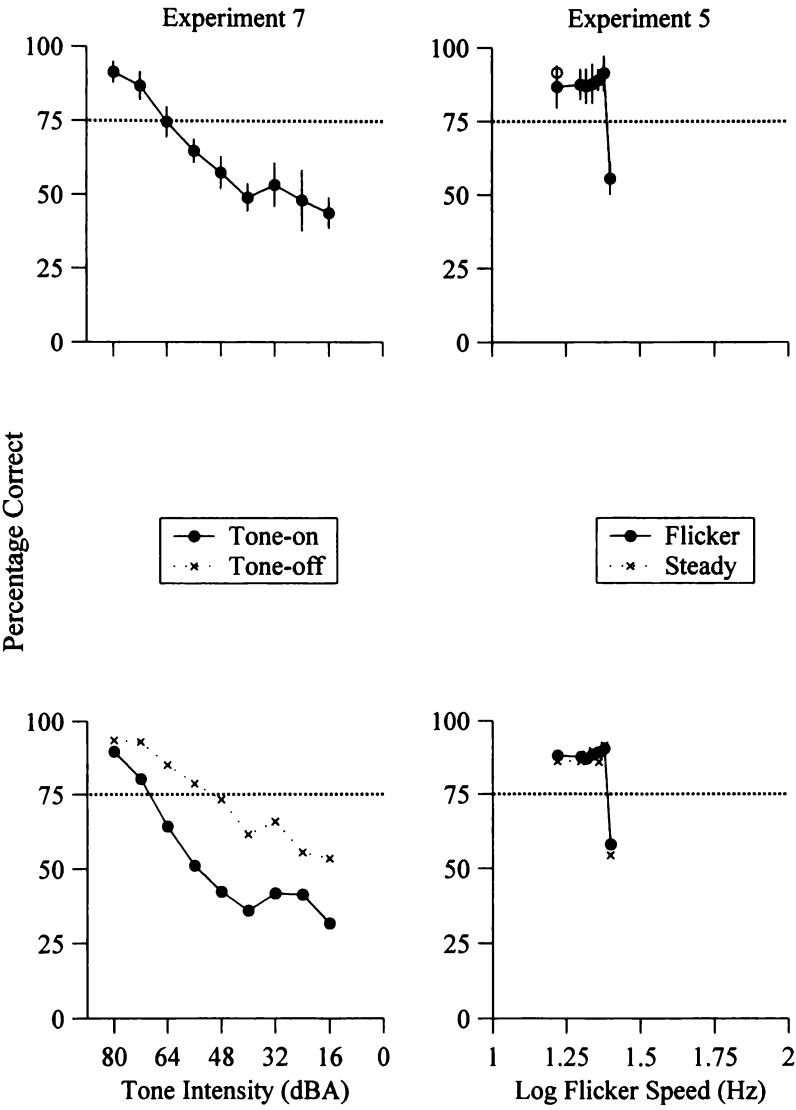 Experiment 7
Experiment 5
100
75
50
25
0
100
75
50
25
0
Percentage Correct
Tone-on
Tone-off
Flicker
Steady
100
75
50
25
0
80 64 48 32 16 0
Tone Intensity (dBA)
100
75
50
25
0
1 1.25 1.5 1.75 2
Log Flicker Speed (Hz)